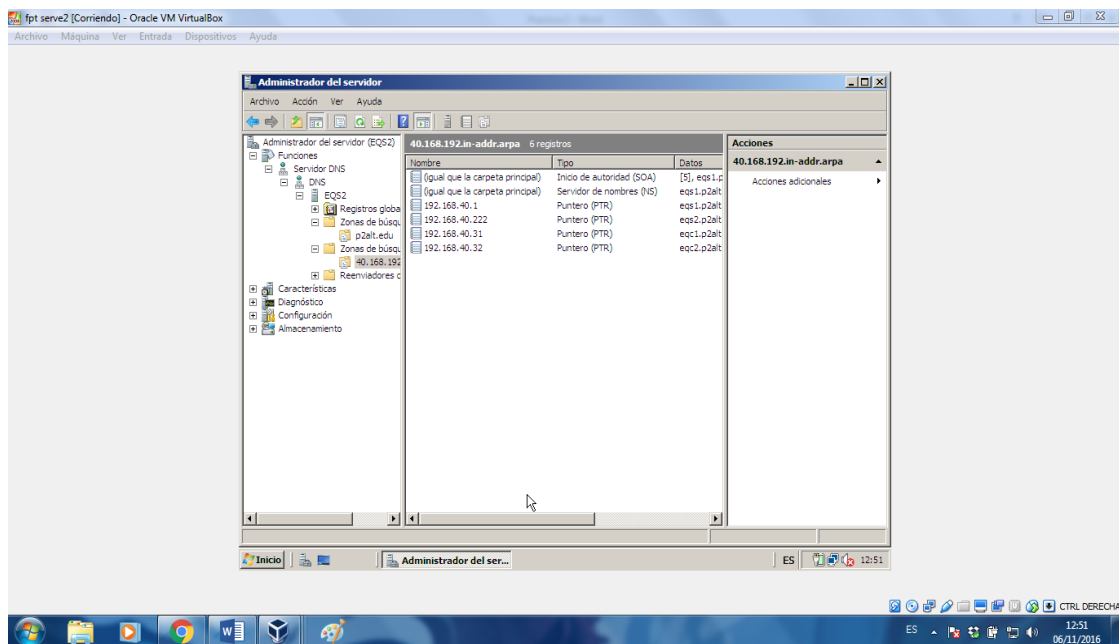 fpt serve2 [Corriendo] - Oracle VM VirtualBox
Archivo Máquina Ver Entrada Dispositivos Ayuda
Administrador del servidor
Archivo Acción Ver Ayuda
Administrador del servidor (EQS2)
Funciones
Servidor DNS
DNS
EQS2
Registros globa
Zonas de búsqu
p2alt.edu
Zonas de búsqu
40.168.192
Reenviadores c
Características
Diagnóstico
Configuración
Almacenamiento
40.168.192.in-addr.arpa 6 registros
Nombre Tipo Datos
(igual que la carpeta principal) Inicio de autoridad (SOA) [5], eqs1.p
(igual que la carpeta principal) Servidor de nombres (NS) eqs1.p2alt
192.168.40.1 Puntero (PTR) eqs1.p2alt
192.168.40.222 Puntero (PTR) eqs2.p2alt
192.168.40.31 Puntero (PTR) eqc1.p2alt
192.168.40.32 Puntero (PTR) eqc2.p2alt
Acciones
40.168.192.in-addr.arpa
Acciones adicionales
Inicio Administrador del ser... ES 12:51
CTRL DERECHA
ES 12:51
06/11/2016